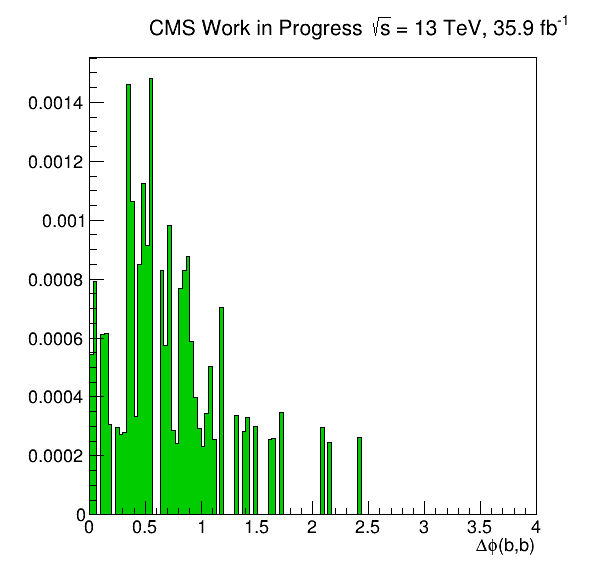 CMS Work in Progress √s = 13 TeV, 35.9 fb⁻¹
0.0014
0.0012
0.001
0.0008
0.0006
0.0004
0.0002
0
0 0.5 1 1.5 2 2.5 3 3.5 4
Δϕ(b,b)